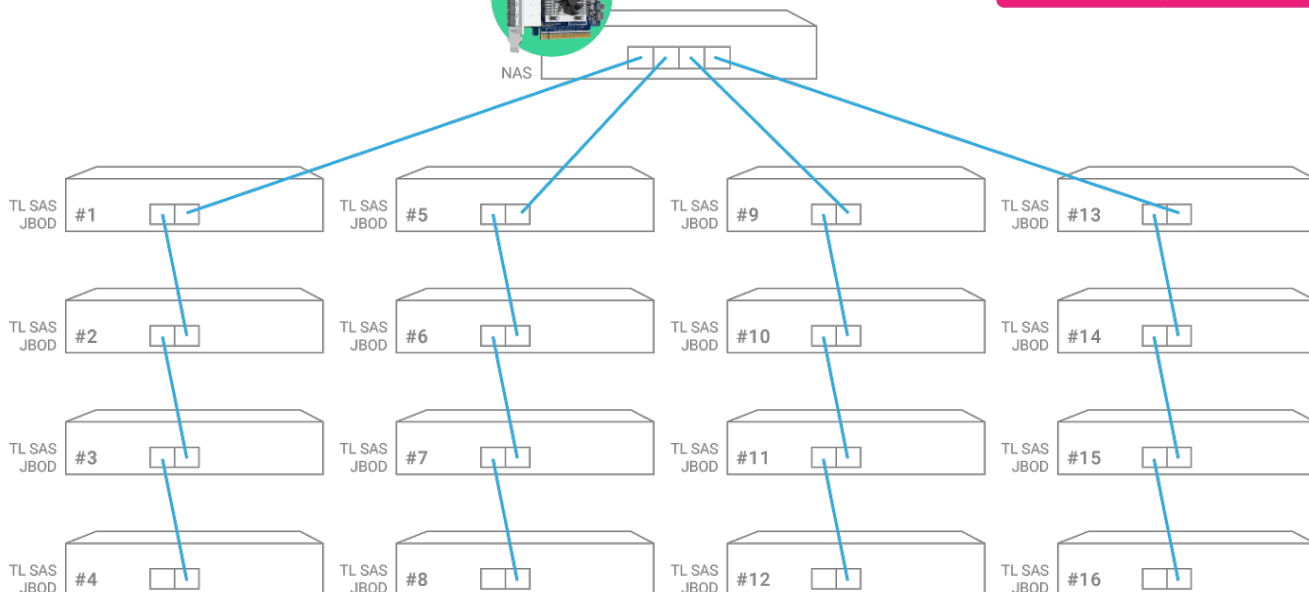 NAS
TL SAS
JBOD
#1
TL SAS
JBOD
#5
TL SAS
JBOD
#9
TL SAS
JBOD
#13
TL SAS
JBOD
#2
TL SAS
JBOD
#6
TL SAS
JBOD
#10
TL SAS
JBOD
#14
TL SAS
JBOD
#3
TL SAS
JBOD
#7
TL SAS
JBOD
#11
TL SAS
JBOD
#15
TL SAS
JBOD
#4
TL SAS
JBOD
#8
TL SAS
JBOD
#12
TL SAS
JBOD
#16